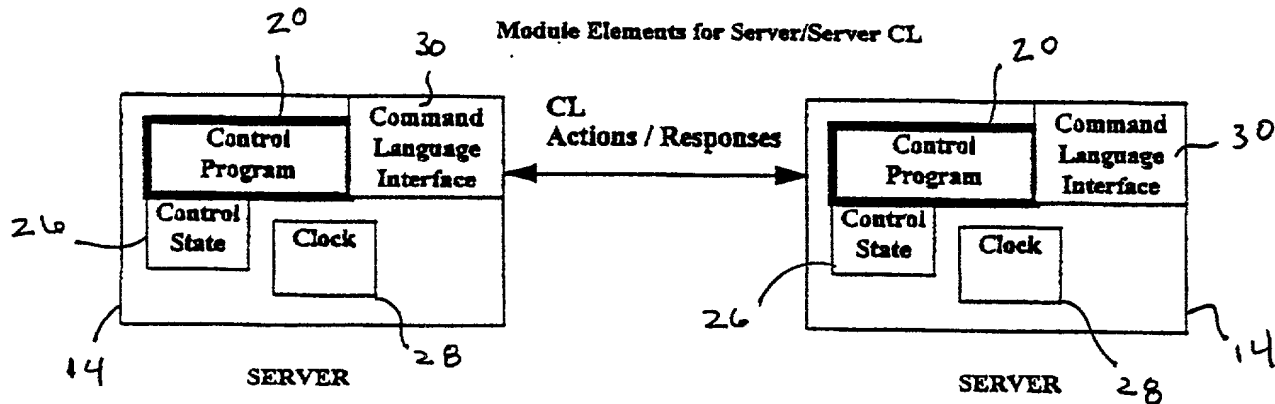 Module Elements for Server/Server CL
20
30
Control
Program
Command
Language
Interface
Control
State
Clock
26
14
28
SERVER
CL
Actions / Responses
20
Control
Program
Command
Language
Interface
30
Control
State
Clock
26
14
28
SERVER